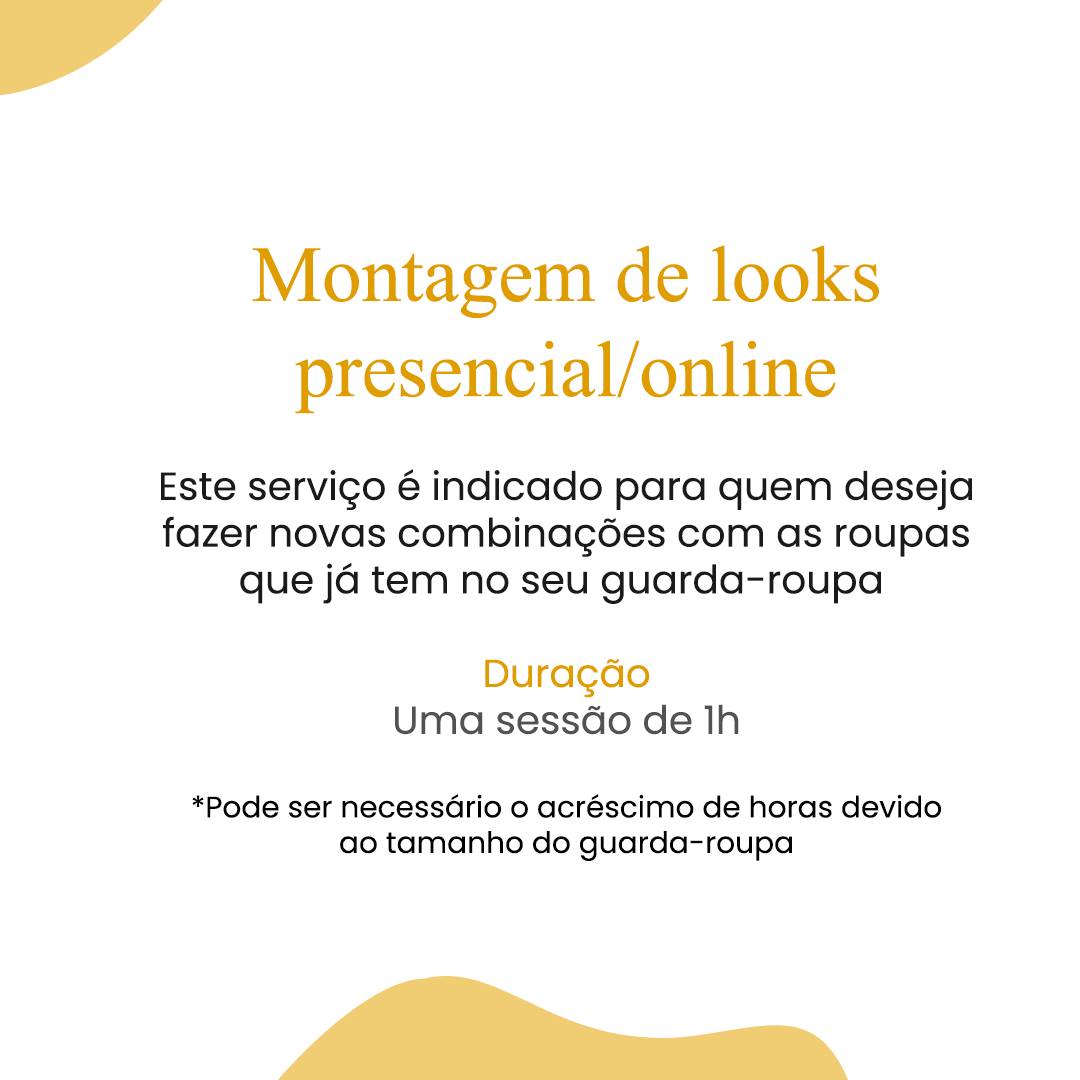 Montagem de looks
presencial/online
Este serviço é indicado para quem deseja
fazer novas combinações com as roupas
que já tem no seu guarda-roupa
Duração
Uma sessão de 1h
*Pode ser necessário o acréscimo de horas devido
ao tamanho do guarda-roupa